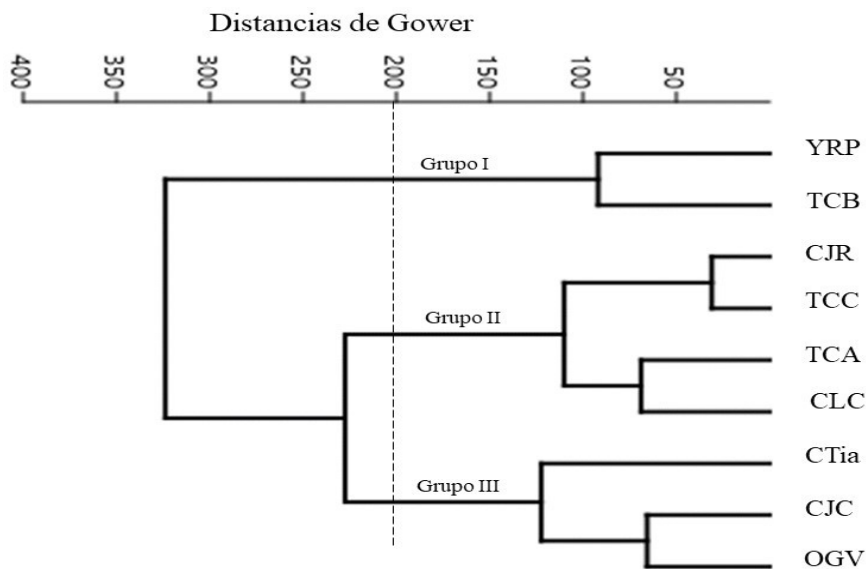 Distancias de Gower
400 350 300 250 200 150 100 50
YRP
Grupo I
TCB
CJR
TCC
Grupo II
TCA
CLC
CTia
Grupo III
CJC
OGV